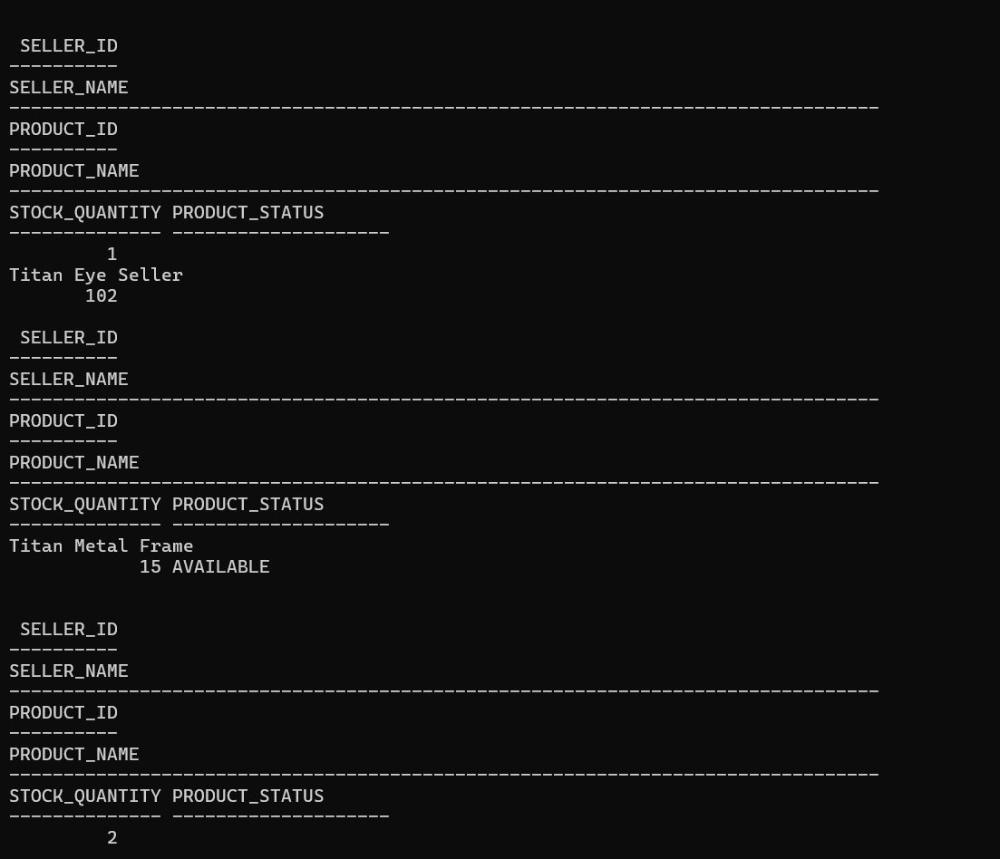 SELLER_ID
----------
SELLER_NAME
--------------------------------------------------------------------------------
PRODUCT_ID
----------
PRODUCT_NAME
--------------------------------------------------------------------------------
STOCK_QUANTITY PRODUCT_STATUS
-------------- --------------------
1
Titan Eye Seller
102
SELLER_ID
----------
SELLER_NAME
--------------------------------------------------------------------------------
PRODUCT_ID
----------
PRODUCT_NAME
--------------------------------------------------------------------------------
STOCK_QUANTITY PRODUCT_STATUS
-------------- --------------------
Titan Metal Frame
15 AVAILABLE
SELLER_ID
----------
SELLER_NAME
--------------------------------------------------------------------------------
PRODUCT_ID
----------
PRODUCT_NAME
--------------------------------------------------------------------------------
STOCK_QUANTITY PRODUCT_STATUS
-------------- --------------------
2